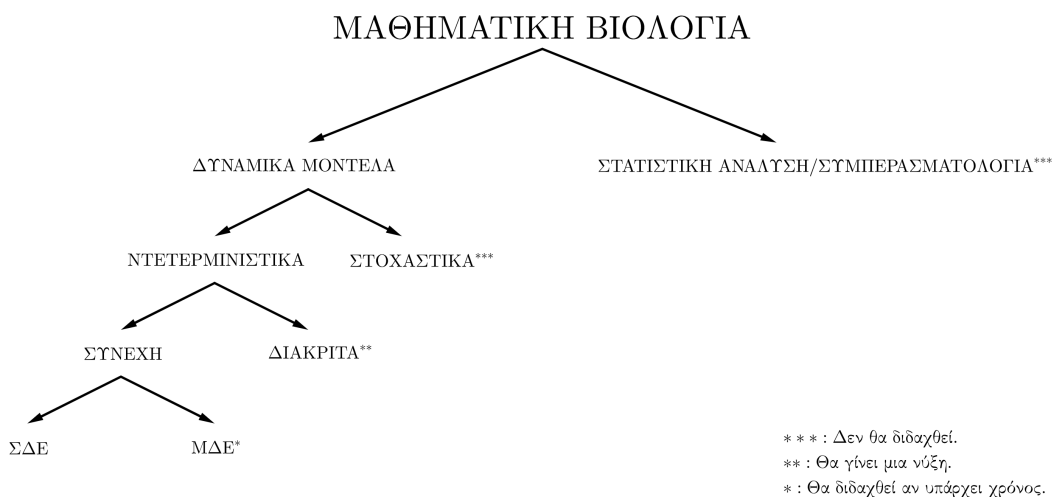 ΜΑΘΗΜΑΤΙΚΗ ΒΙΟΛΟΓΙΑ
ΔΥΝΑΜΙΚΑ ΜΟΝΤΕΛΑ
ΣΤΑΤΙΣΤΙΚΗ ΑΝΑΛΥΣΗ/ΣΥΜΠΕΡΑΣΜΑΤΟΛΟΓΙΑ***
ΝΤΕΤΕΡΜΙΝΙΣΤΙΚΑ
ΣΤΟΧΑΣΤΙΚΑ***
ΣΥΝΕΧΗ
ΔΙΑΚΡΙΤΑ**
ΣΔΕ
ΜΔΕ*
* * * : Δεν θα διδαχθεί.
** : Θα γίνει μια νύξη.
* : Θα διδαχθεί αν υπάρχει χρόνος.